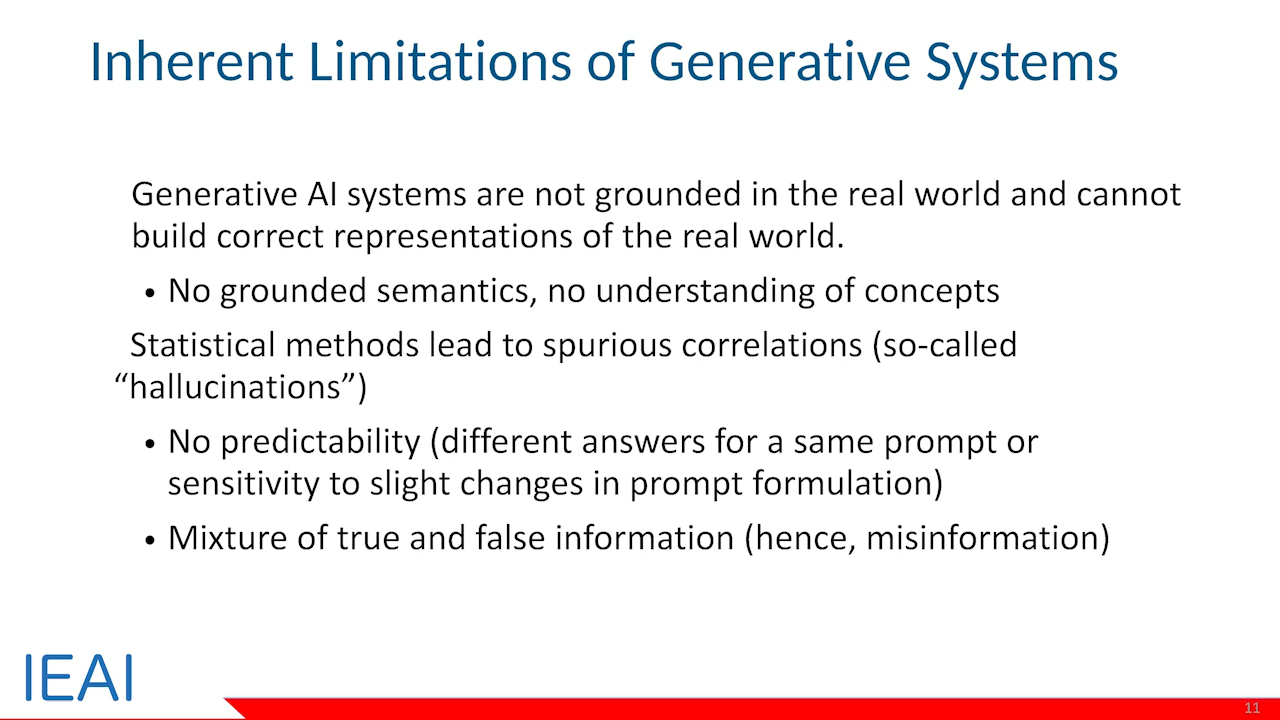 Inherent Limitations of Generative Systems
Generative AI systems are not grounded in the real world and cannot
build correct representations of the real world.
• No grounded semantics, no understanding of concepts
Statistical methods lead to spurious correlations (so-called
“hallucinations”)
• No predictability (different answers for a same prompt or
sensitivity to slight changes in prompt formulation)
• Mixture of true and false information (hence, misinformation)
IEAI
11